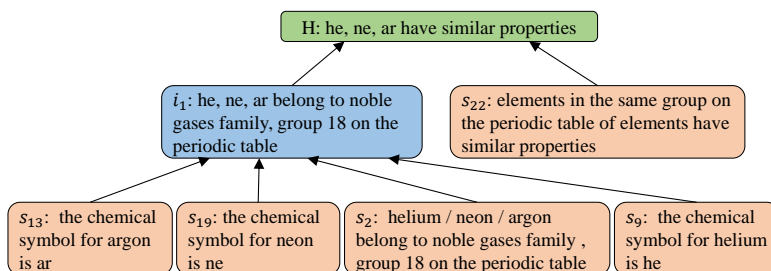 H: he, ne, ar have similar properties
i₁: he, ne, ar belong to noble
gases family, group 18 on the
periodic table
s₂₂: elements in the same group on
the periodic table of elements have
similar properties
s₁₃: the chemical
symbol for argon
is ar
s₁₉: the chemical
symbol for neon
is ne
s₂: helium / neon / argon
belong to noble gases family ,
group 18 on the periodic table
s₉: the chemical
symbol for helium
is he